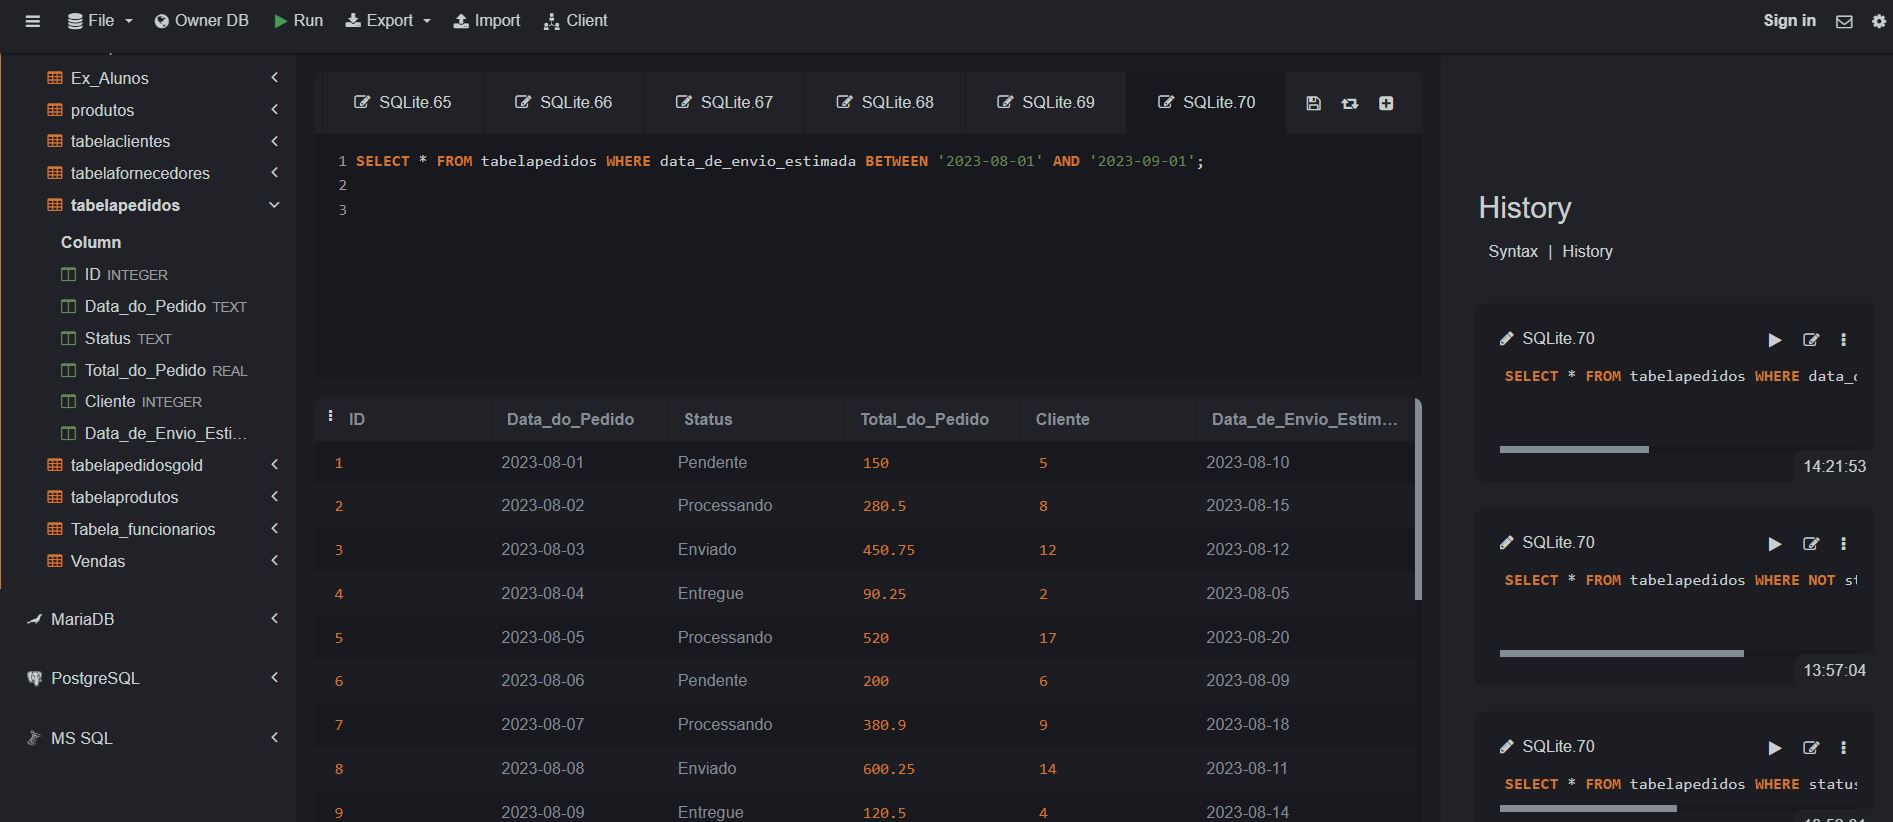 File Owner DB Run Export Import Client Sign in
Ex_Alunos
produtos
tabelaclientes
tabelafornecedores
tabelapedidos
Column
ID INTEGER
Data_do_Pedido TEXT
Status TEXT
Total_do_Pedido REAL
Cliente INTEGER
Data_de_Envio_Esti...
tabelapedidosgold
tabelaprodutos
Tabela_funcionarios
Vendas
MariaDB
PostgreSQL
MS SQL
SQLite.65 SQLite.66 SQLite.67 SQLite.68 SQLite.69 SQLite.70
1 SELECT * FROM tabelapedidos WHERE data_de_envio_estimada BETWEEN '2023-08-01' AND '2023-09-01';
2
3
ID Data_do_Pedido Status Total_do_Pedido Cliente Data_de_Envio_Estim...
1 2023-08-01 Pendente 150 5 2023-08-10
2 2023-08-02 Processando 280.5 8 2023-08-15
3 2023-08-03 Enviado 450.75 12 2023-08-12
4 2023-08-04 Entregue 90.25 2 2023-08-05
5 2023-08-05 Processando 520 17 2023-08-20
6 2023-08-06 Pendente 200 6 2023-08-09
7 2023-08-07 Processando 380.9 9 2023-08-18
8 2023-08-08 Enviado 600.25 14 2023-08-11
9 2023-08-09 Entregue 120.5 4 2023-08-14
History
Syntax | History
SQLite.70
SELECT * FROM tabelapedidos WHERE data_
14:21:53
SQLite.70
SELECT * FROM tabelapedidos WHERE NOT st
13:57:04
SQLite.70
SELECT * FROM tabelapedidos WHERE status